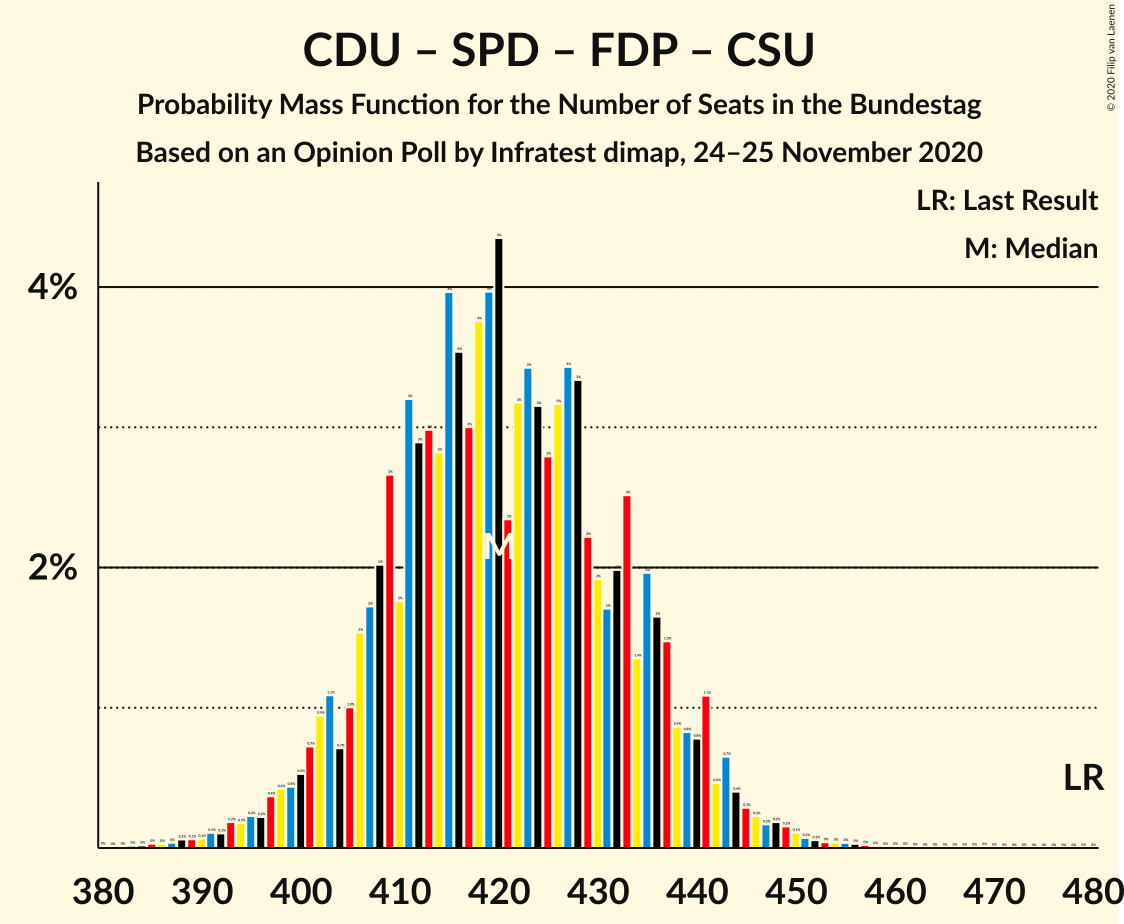 CDU – SPD – FDP – CSU
Probability Mass Function for the Number of Seats in the Bundestag
Based on an Opinion Poll by Infratest dimap, 24–25 November 2020
© 2020 Filip van Laenen
LR: Last Result
M: Median
4%
2%
M
LR
380 390 400 410 420 430 440 450 460 470 480